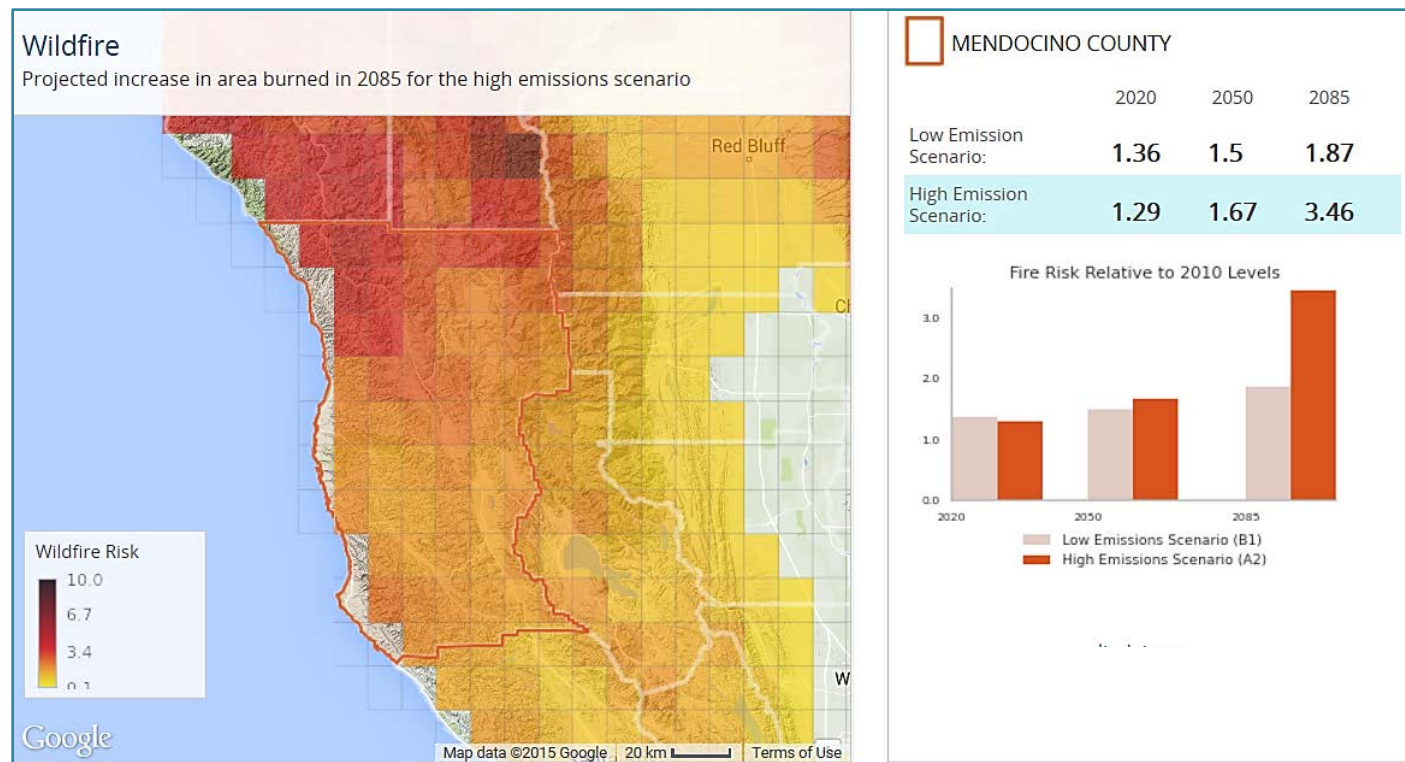 Wildfire
Projected increase in area burned in 2085 for the high emissions scenario
Red Bluff
Wildfire Risk
10.0
6.7
3.4
0.1
Google
Map data ©2015 Google
20 km
Terms of Use
W
MENDOCINO COUNTY
2020 2050 2085
Low Emission
Scenario: 1.36 1.5 1.87
High Emission
Scenario: 1.29 1.67 3.46
Fire Risk Relative to 2010 Levels
3.0
2.0
1.0
0.0
2020 2050 2085
Low Emissions Scenario (B1)
High Emissions Scenario (A2)